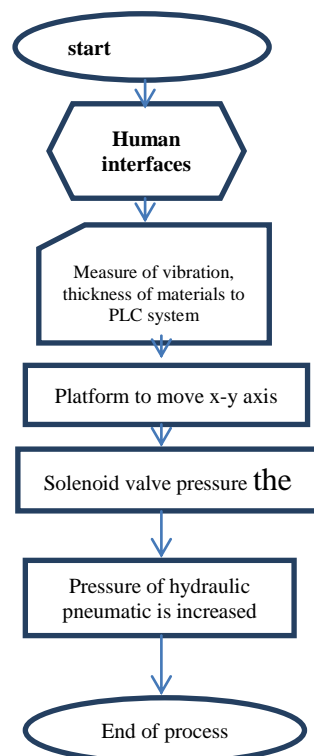 start
Human
interfaces
Measure of vibration,
thickness of materials to
PLC system
Platform to move x-y axis
Solenoid valve pressure the
Pressure of hydraulic
pneumatic is increased
End of process